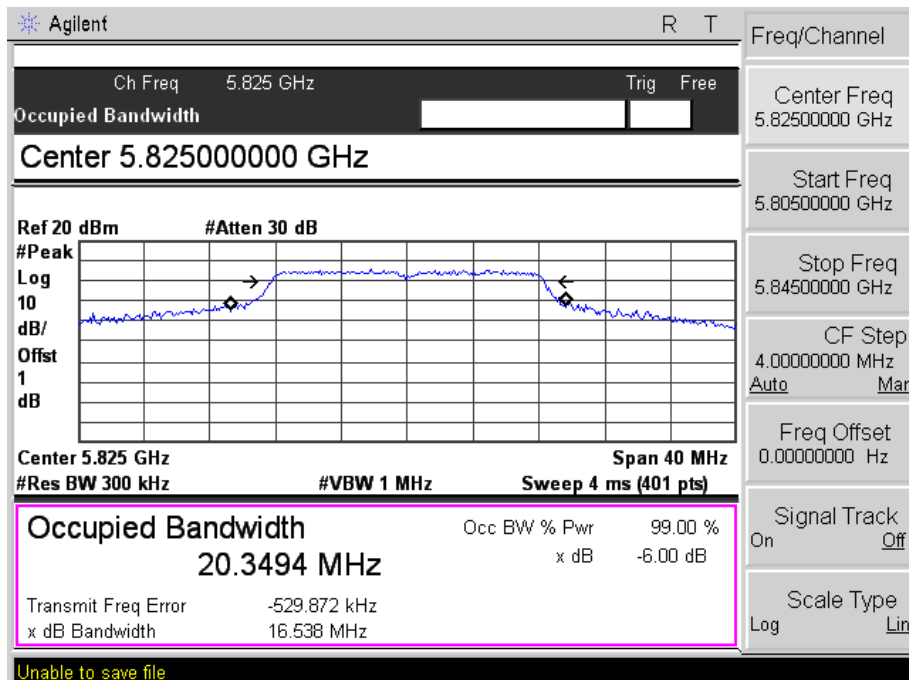 Agilent R T
Ch Freq 5.825 GHz Trig Free
Occupied Bandwidth
Center 5.825000000 GHz
Ref 20 dBm #Atten 30 dB
#Peak
Log
10
dB/
Offst
1
dB
Center 5.825 GHz Span 40 MHz
#Res BW 300 kHz #VBW 1 MHz Sweep 4 ms (401 pts)
Occupied Bandwidth Occ BW % Pwr 99.00 %
20.3494 MHz x dB -6.00 dB
Transmit Freq Error -529.872 kHz
x dB Bandwidth 16.538 MHz
Unable to save file
Freq/Channel
Center Freq
5.82500000 GHz
Start Freq
5.80500000 GHz
Stop Freq
5.84500000 GHz
CF Step
4.00000000 MHz
Auto Mar
Freq Offset
0.00000000 Hz
Signal Track
On Off
Scale Type
Log Lin